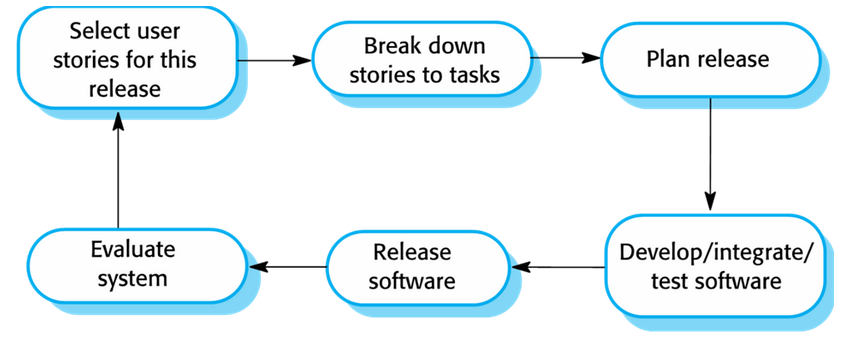 Select user
stories for this
release
Break down
stories to tasks
Plan release
Evaluate
system
Release
software
Develop/integrate/
test software